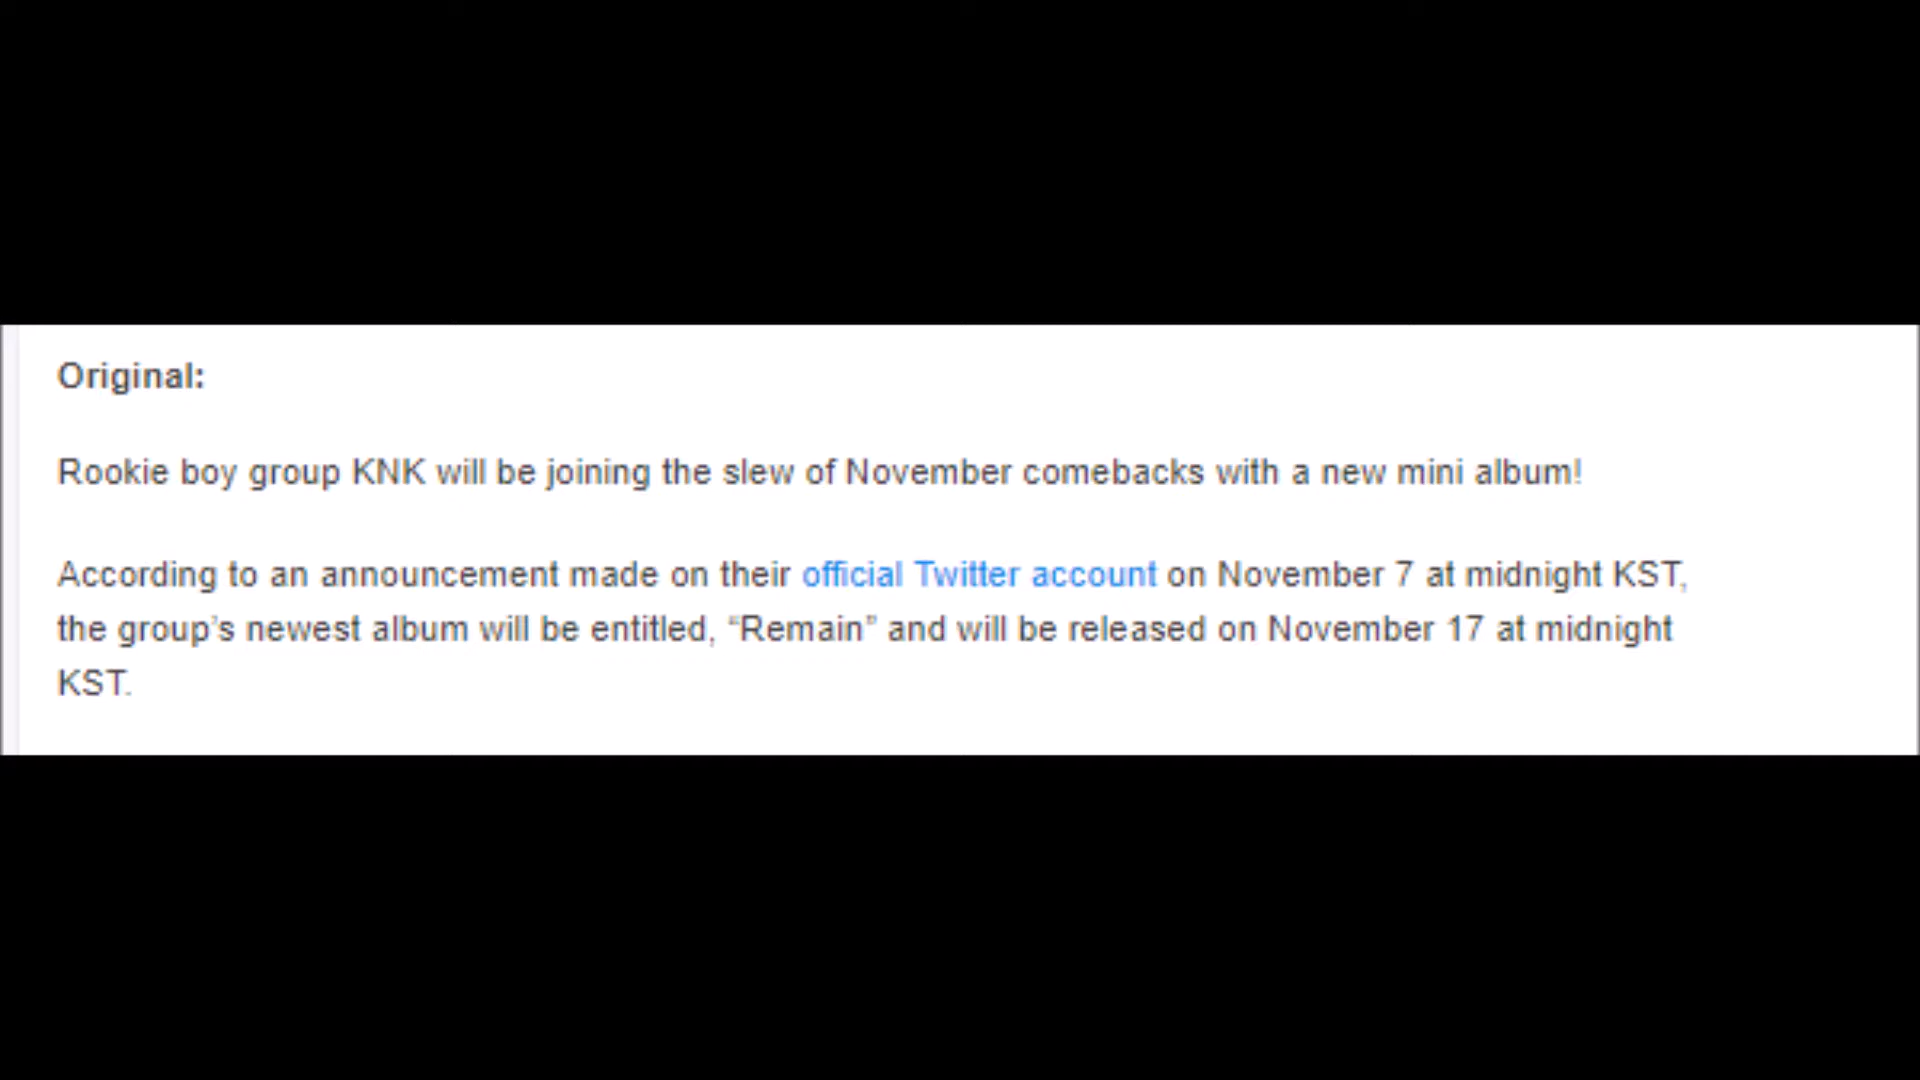 Original:
Rookie boy group KNK will be joining the slew of November comebacks with a new mini album!
According to an announcement made on their official Twitter account on November 7 at midnight KST,
the group’s newest album will be entitled, “Remain” and will be released on November 17 at midnight
KST.